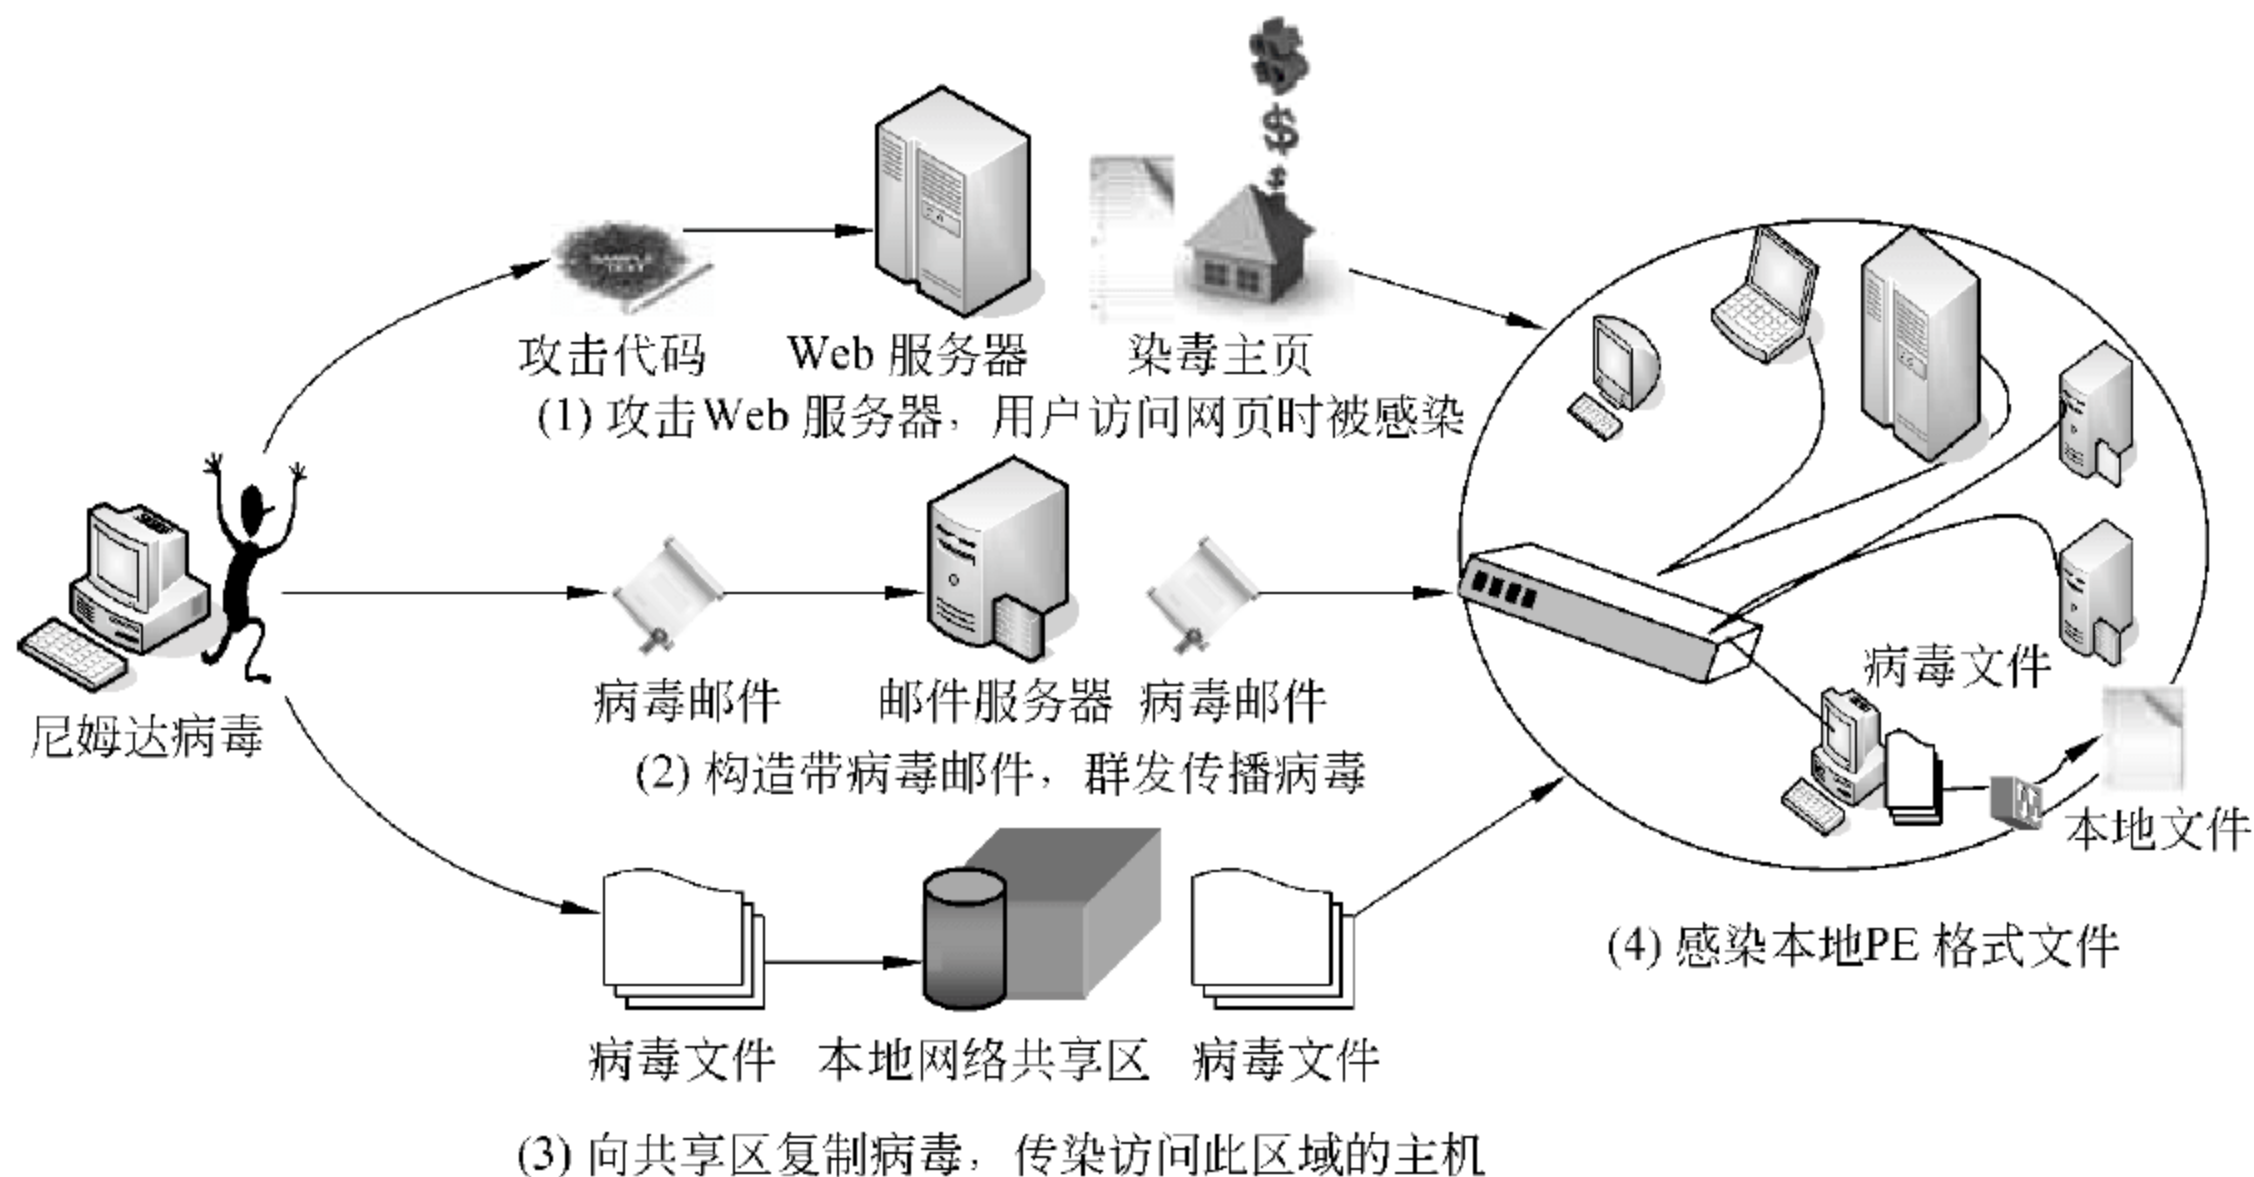 攻击代码
Web 服务器
染毒主页
(1) 攻击Web 服务器，用户访问网页时被感染
尼姆达病毒
病毒邮件
邮件服务器
病毒邮件
(2) 构造带病毒邮件，群发传播病毒
病毒文件
本地文件
(4) 感染本地PE 格式文件
病毒文件
本地网络共享区
病毒文件
(3) 向共享区复制病毒，传染访问此区域的主机
SAMPLE
TEXT